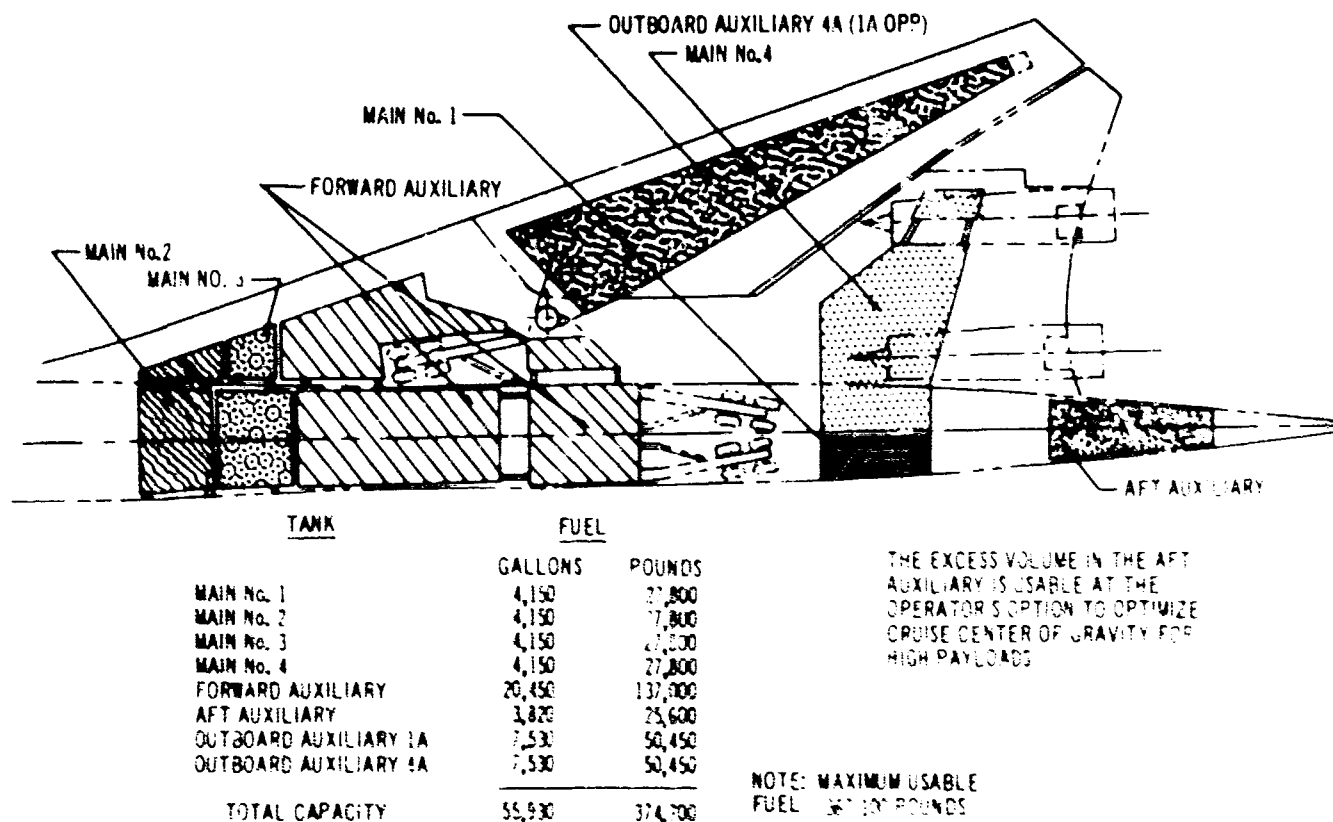 OUTBOARD AUXILIARY 4A (1A OPP)
MAIN No. 4
MAIN No. 1
FORWARD AUXILIARY
MAIN No. 2
MAIN NO. 3
AFT AUXILIARY
TANK FUEL
GALLONS POUNDS
MAIN No. 1 4,150 27,800
MAIN No. 2 4,150 27,800
MAIN No. 3 4,150 27,800
MAIN No. 4 4,150 27,800
FORWARD AUXILIARY 20,450 137,000
AFT AUXILIARY 3,820 25,600
OUTBOARD AUXILIARY 1A 7,530 50,450
OUTBOARD AUXILIARY 4A 7,530 50,450
TOTAL CAPACITY 55,930 374,700
THE EXCESS VOLUME IN THE AFT
AUXILIARY IS USABLE AT THE
OPERATOR'S OPTION TO OPTIMIZE
CRUISE CENTER OF GRAVITY FOR
HIGH PAYLOADS
NOTE: MAXIMUM USABLE
FUEL POUNDS